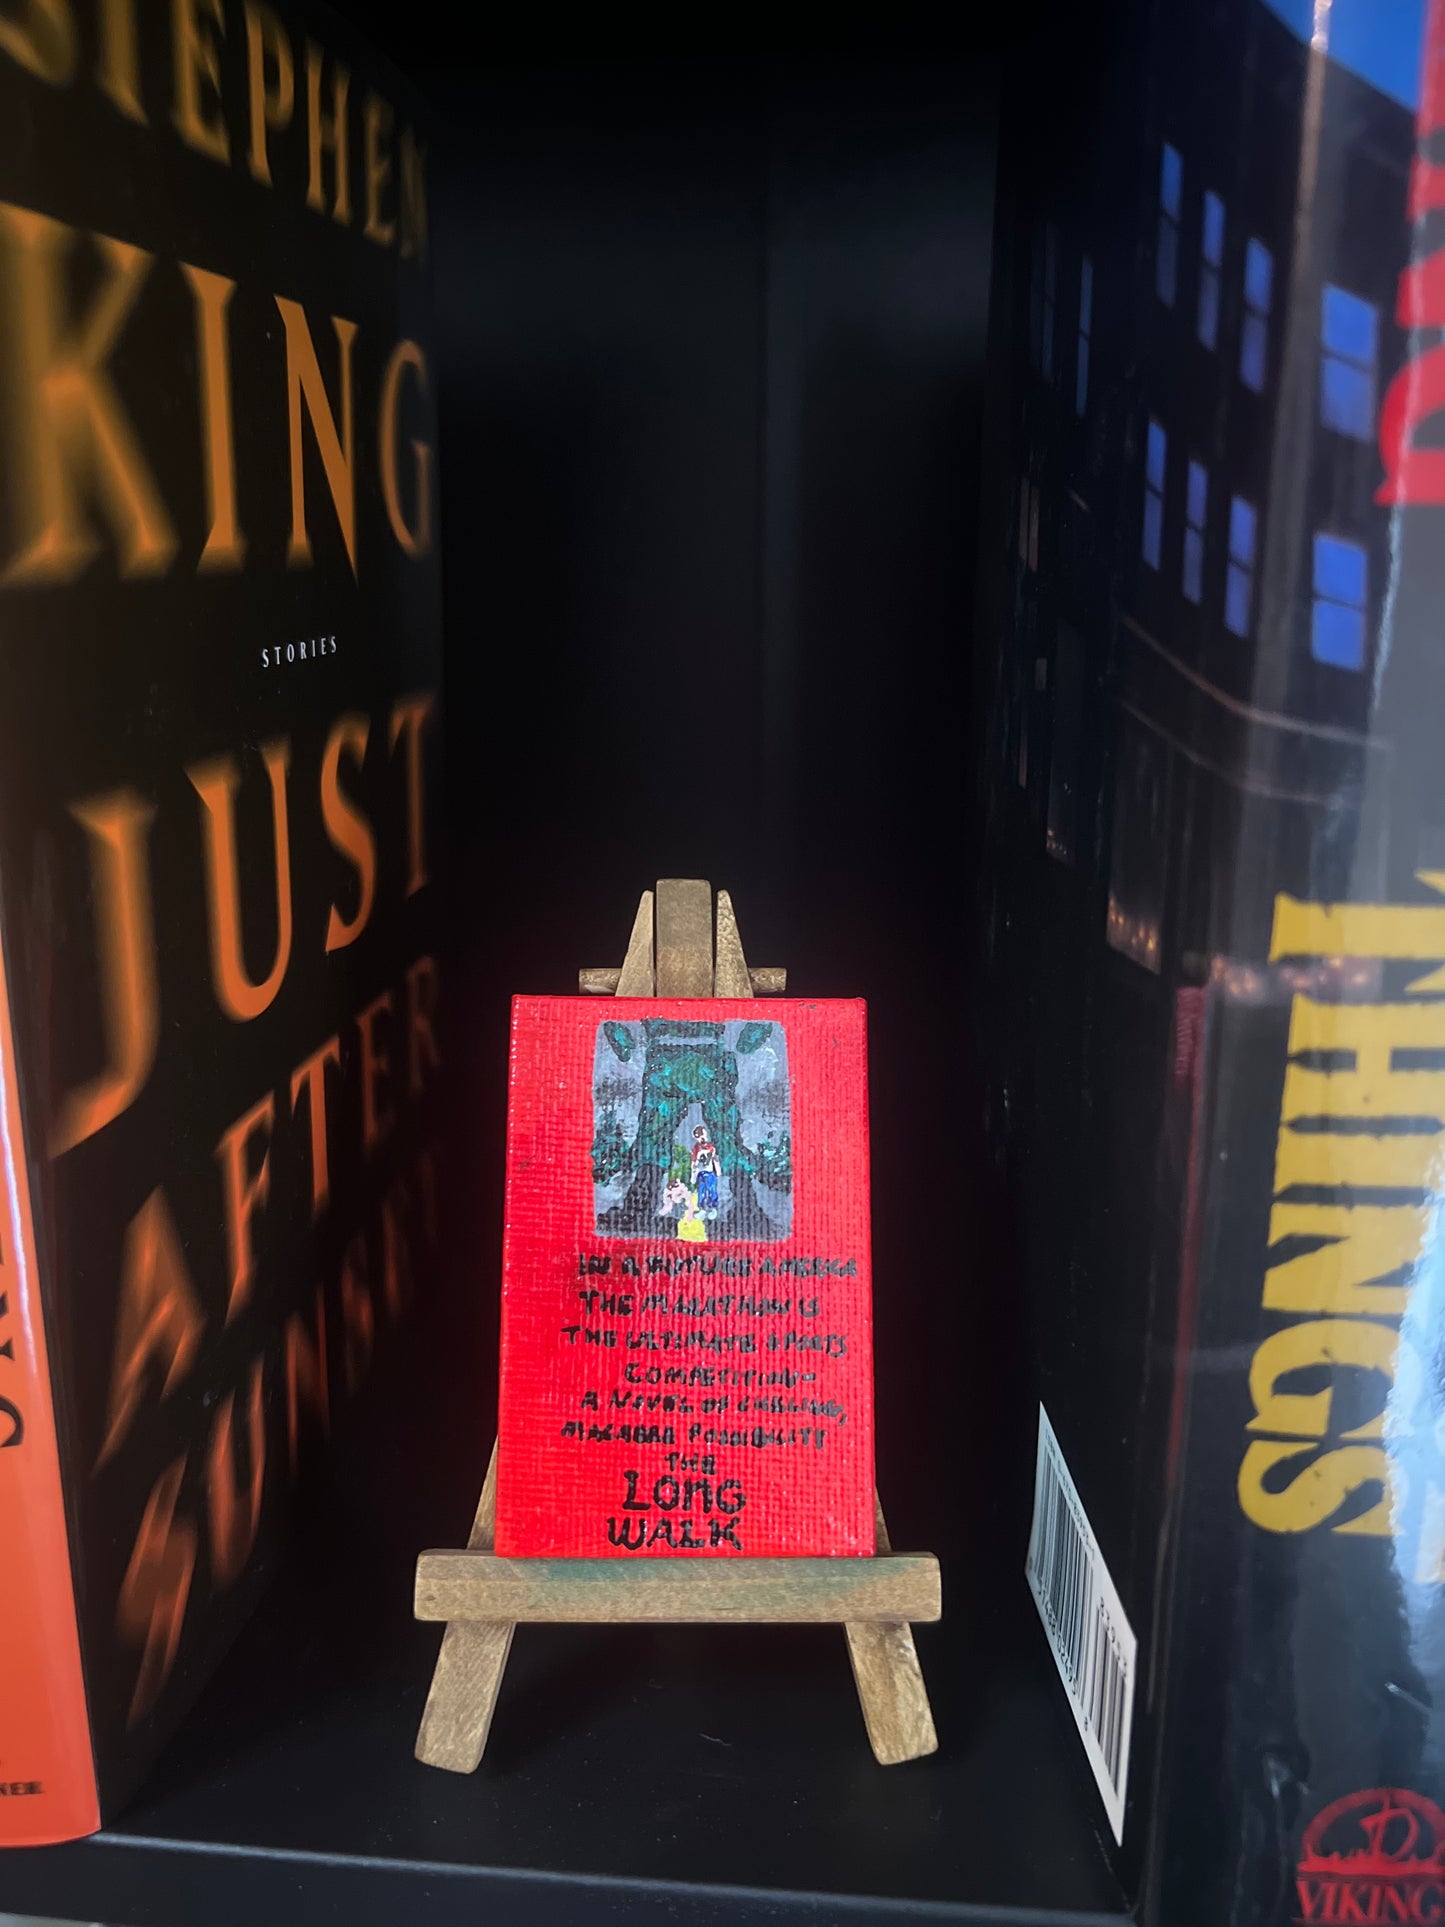 STEPHEN
KING
STORIES
JUST
AFTER
SUNSET
IN A FUTURE AMERICA
THE MARATHON IS
THE ULTIMATE SPORTS
COMPETITION-
A NOVEL OF CHILLING,
MACABRE POSSIBILITY
THE
LONG
WALK
THINGS
VIKING